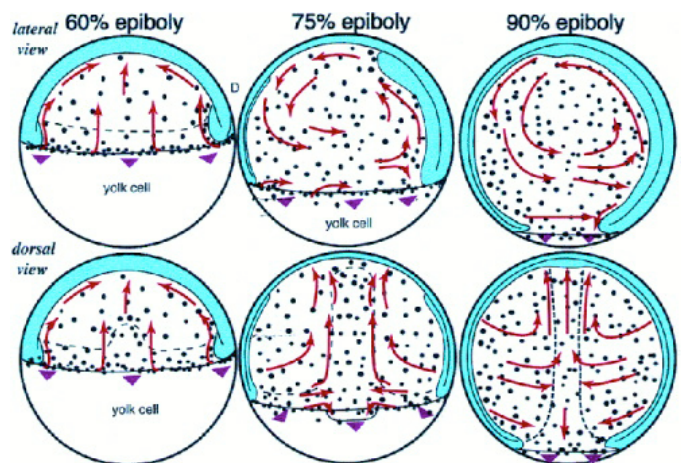 60% epiboly
75% epiboly
90% epiboly
lateral
view
D
yolk cell
yolk cell
dorsal
view
yolk cell